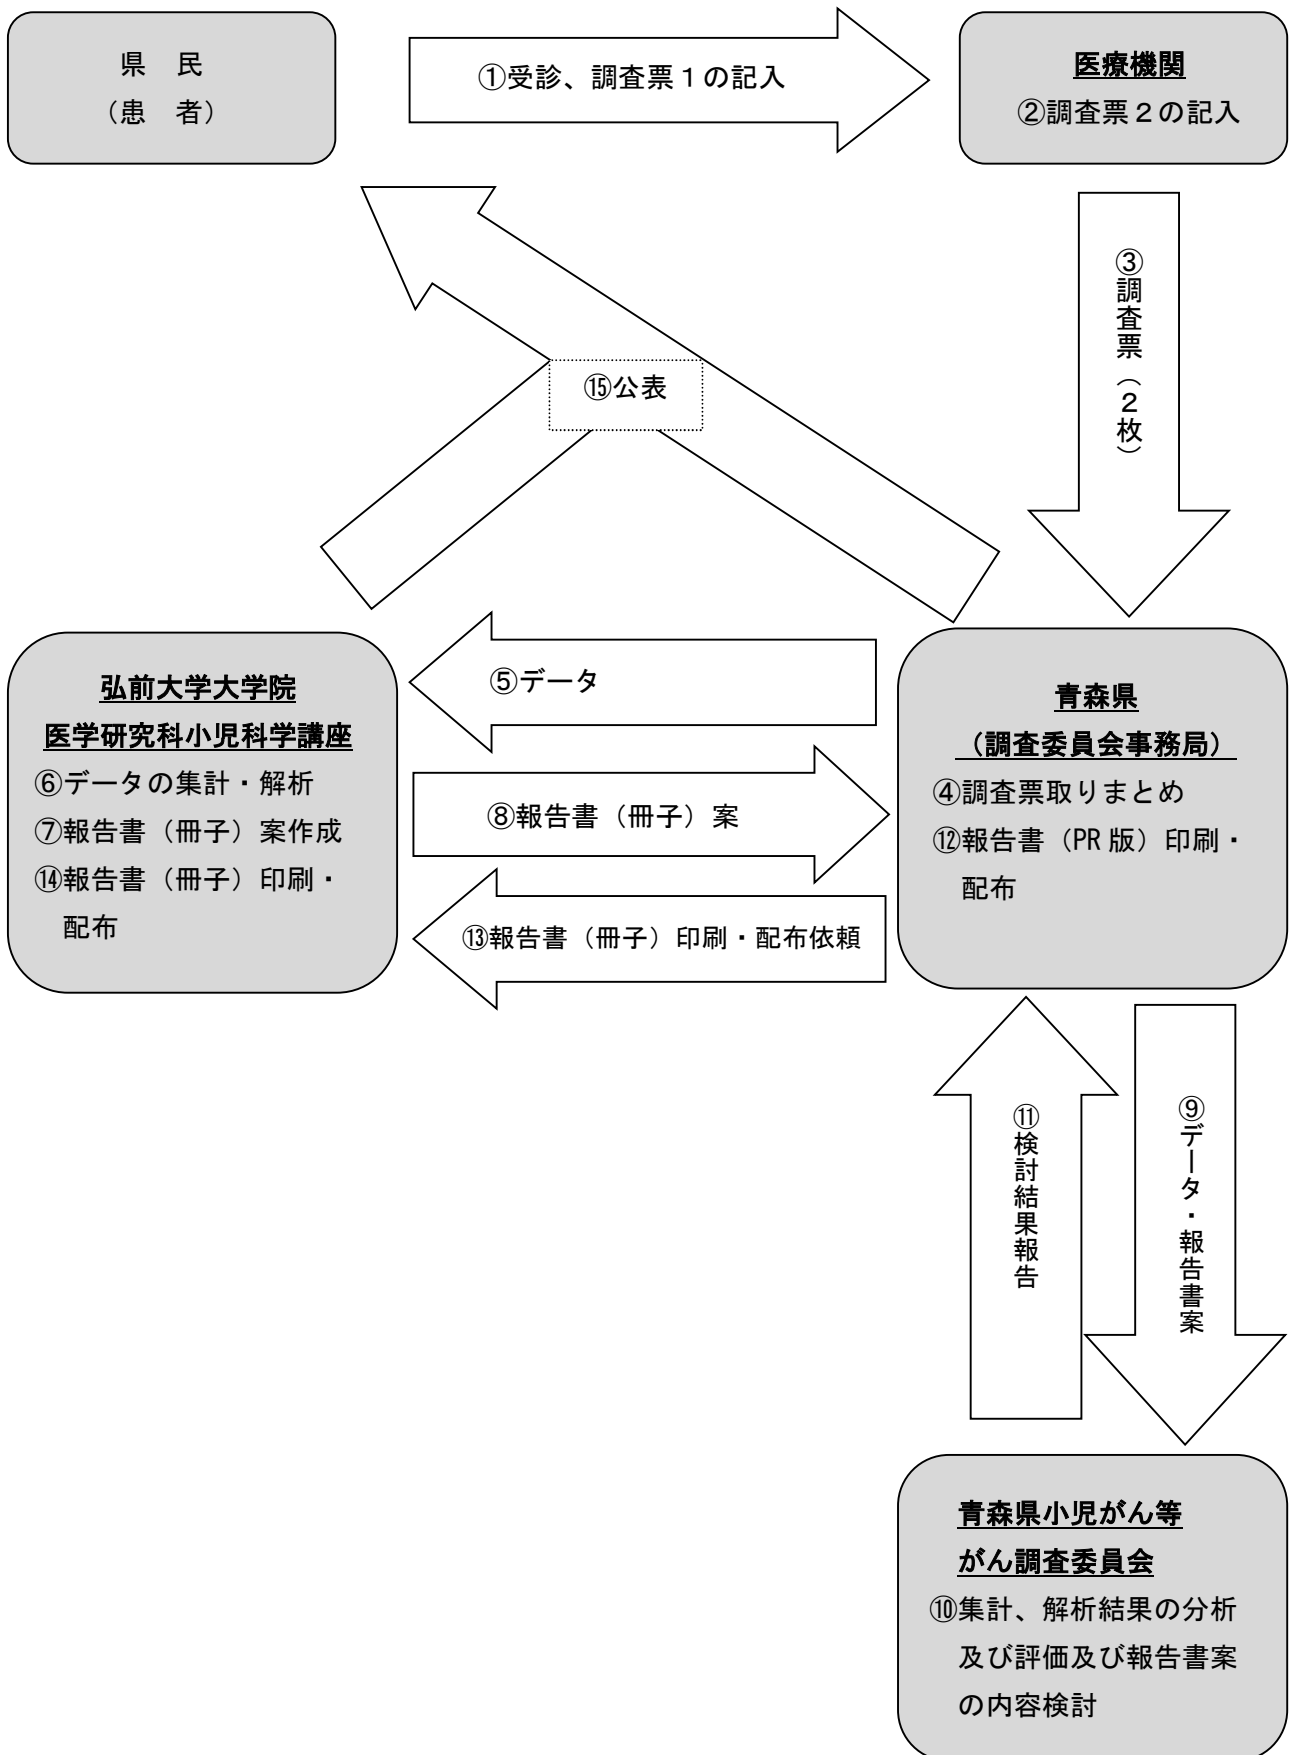 県　民
（患　者）
①受診、調査票１の記入
医療機関
②調査票２の記入
③調査票（２枚）
⑮公表
弘前大学大学院
医学研究科小児科学講座
⑥データの集計・解析
⑦報告書（冊子）案作成
⑭報告書（冊子）印刷・
配布
⑤データ
⑧報告書（冊子）案
⑬報告書（冊子）印刷・配布依頼
青森県
（調査委員会事務局）
④調査票取りまとめ
⑫報告書（PR 版）印刷・
配布
⑪検討結果報告
⑨データ・報告書案
青森県小児がん等
がん調査委員会
⑩集計、解析結果の分析
及び評価及び報告書案
の内容検討